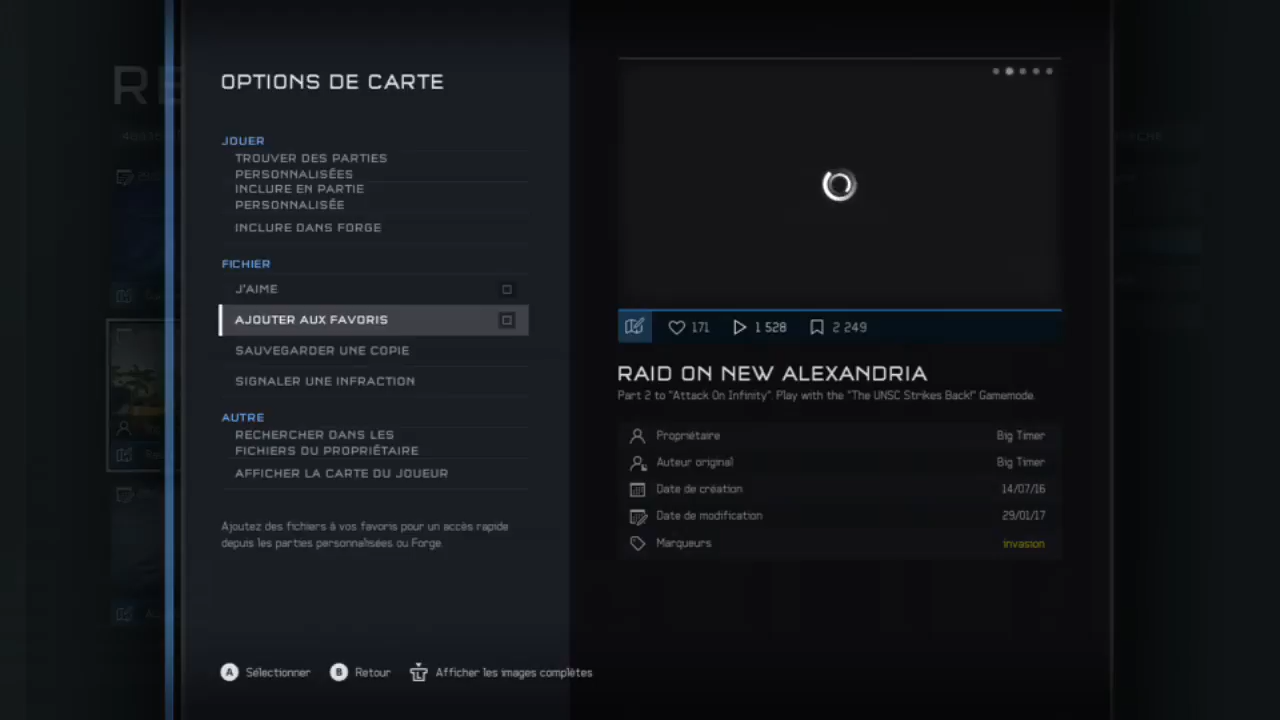 RE
OPTIONS DE CARTE
JOUER
TROUVER DES PARTIES
PERSONNALISÉES
INCLURE EN PARTIE
PERSONNALISÉE
INCLURE DANS FORGE
FICHIER
J'AIME
AJOUTER AUX FAVORIS
SAUVEGARDER UNE COPIE
SIGNALER UNE INFRACTION
AUTRE
RECHERCHER DANS LES
FICHIERS DU PROPRIÉTAIRE
AFFICHER LA CARTE DU JOUEUR
Ajoutez des fichiers à vos favoris pour un accès rapide
depuis les parties personnalisées ou Forge.
171 1 528 2 249
RAID ON NEW ALEXANDRIA
Part 2 to "Attack On Infinity". Play with the "The UNSC Strikes Back!" Gamemode.
Propriétaire Big Timer
Auteur original Big Timer
Date de création 14/07/16
Date de modification 29/01/17
Marqueurs invasion
A Sélectionner B Retour L Afficher les images complètes